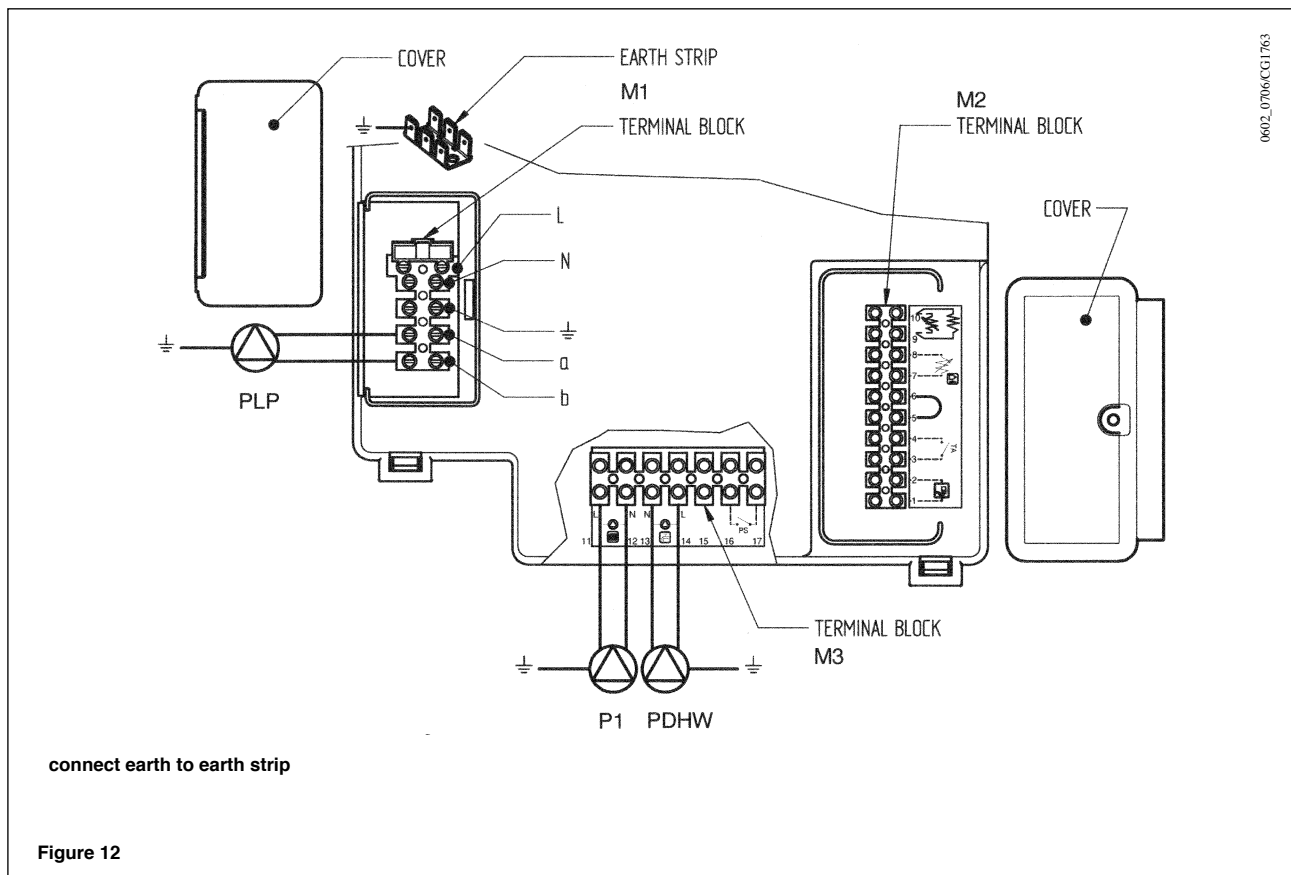 0602_0706/CG1763
COVER
EARTH STRIP
M1
TERMINAL BLOCK
M2
TERMINAL BLOCK
COVER
L
N
a
b
PLP
10
9
8
7
6
5
4
3
2
1
TA
L N N L
PS
11 12 13 14 15 16 17
TERMINAL BLOCK
M3
P1 PDHW
connect earth to earth strip
Figure 12